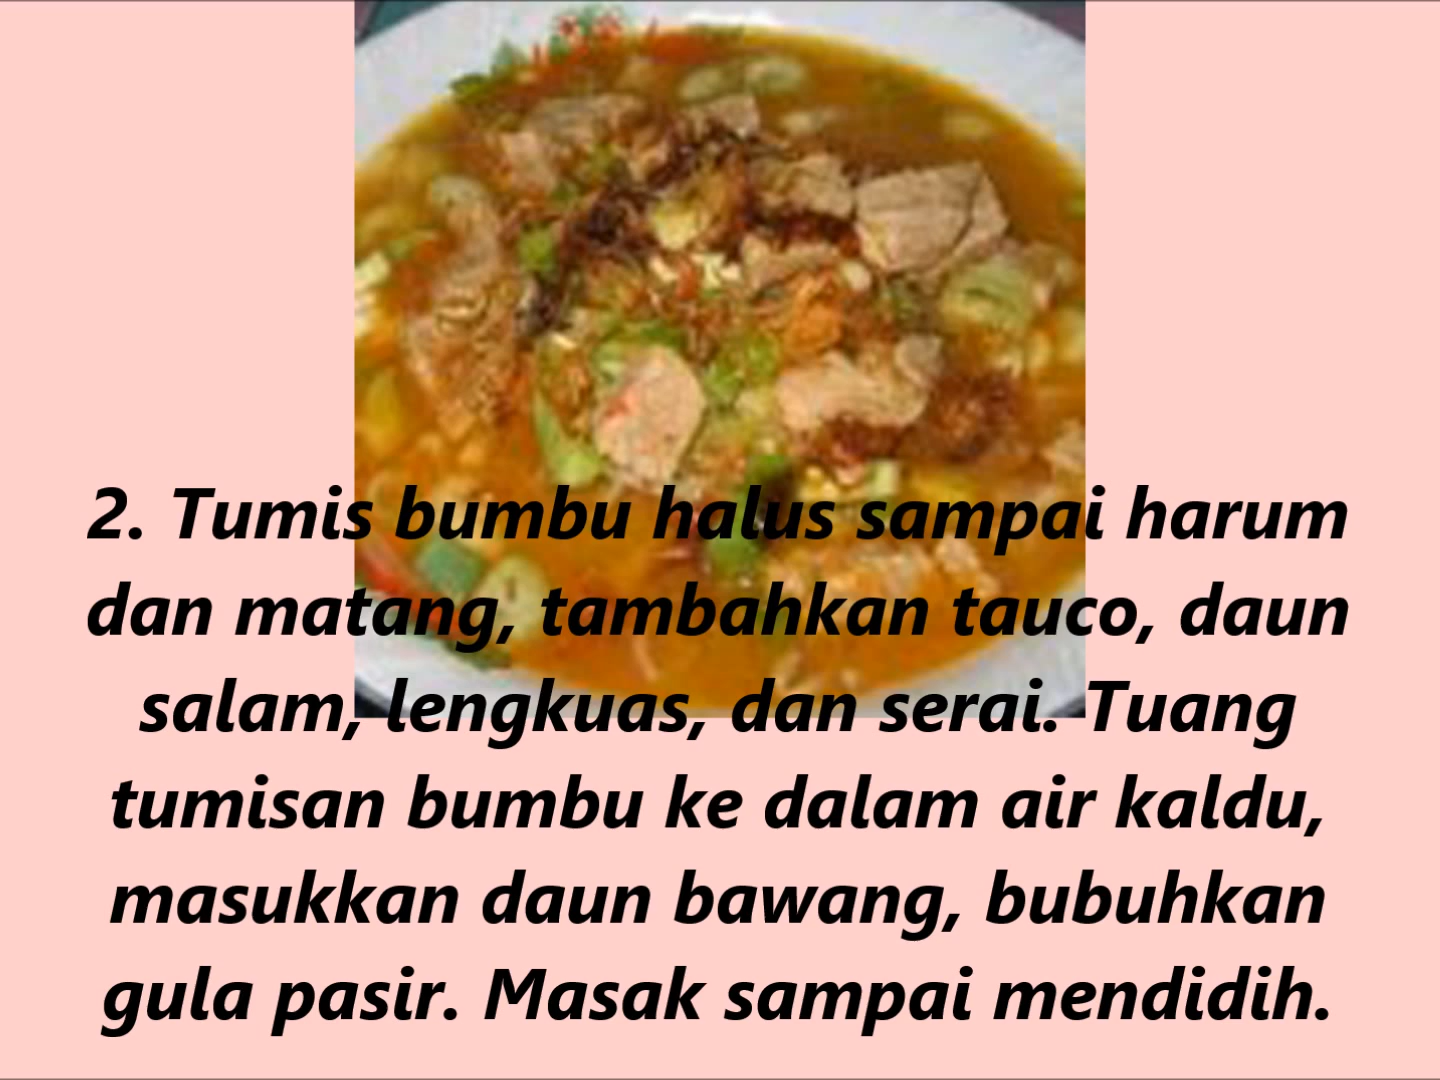 2. Tumis bumbu halus sampai harum
dan matang, tambahkan tauco, daun
salam, lengkuas, dan serai. Tuang
tumisan bumbu ke dalam air kaldu,
masukkan daun bawang, bubuhkan
gula pasir. Masak sampai mendidih.